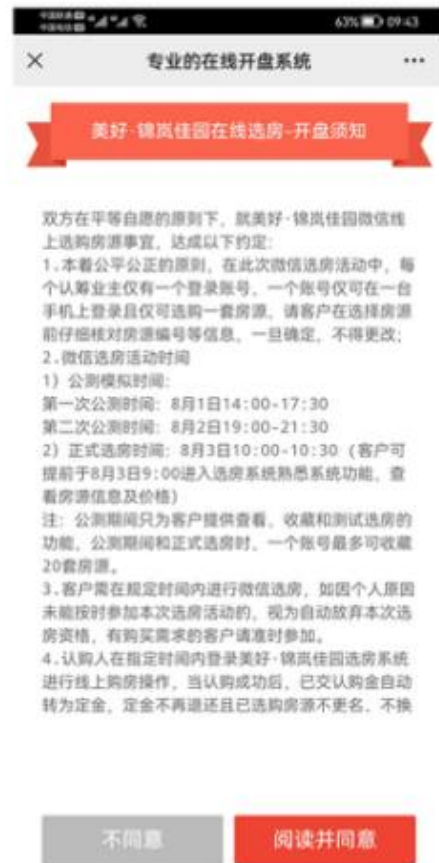 63% 09:43
专业的在线开盘系统
美好·锦岚佳园在线选房-开盘须知
双方在平等自愿的原则下，就美好·锦岚佳园微信线
上选购房源事宜，达成以下约定：
1.本着公平公正的原则，在此次微信选房活动中，每
个认筹业主仅有一个登录账号，一个账号仅可在一台
手机上登录且仅可选购一套房源，请客户在选择房源
前仔细核对房源编号等信息，一旦确定，不得更改；
2.微信选房活动时间
1）公测模拟时间：
第一次公测时间：8月1日14:00-17:30
第二次公测时间：8月2日19:00-21:30
2）正式选房时间：8月3日10:00-10:30（客户可
提前于8月3日9:00进入选房系统熟悉系统功能，查
看房源信息及价格）
注：公测期间只为客户提供查看、收藏和测试选房的
功能，公测期间和正式选房时，一个账号最多可收藏
20套房源。
3.客户需在规定时间内进行微信选房，如因个人原因
未能按时参加本次选房活动的，视为自动放弃本次选
房资格，有购买需求的客户请准时参加。
4.认购人在指定时间内登录美好·锦岚佳园选房系统
进行线上购房操作，当认购成功后，已交认购金自动
转为定金，定金不再退还且已选购房源不更名、不换
不同意
阅读并同意